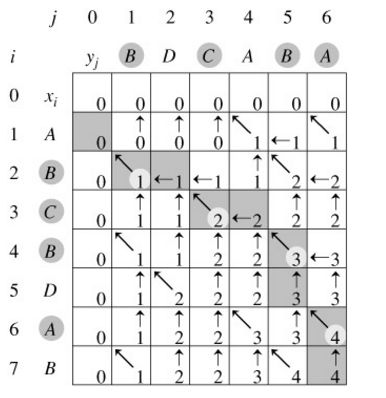 j 0 1 2 3 4 5 6
i y_j B D C A B A
0 x_i 0 0 0 0 0 0 0
1 A 0 ↑0 ↑0 ↑0 ↖1 ←1 ↖1
2 B 0 ↖1 ←1 ←1 ↑1 ↖2 ←2
3 C 0 ↑1 ↑1 ↖2 ←2 ↑2 ↑2
4 B 0 ↖1 ↑1 ↑2 ↑2 ↖3 ←3
5 D 0 ↑1 ↖2 ↑2 ↑2 ↑3 ↑3
6 A 0 ↑1 ↑2 ↑2 ↖3 ↑3 ↖4
7 B 0 ↖1 ↑2 ↑2 ↑3 ↖4 ↑4